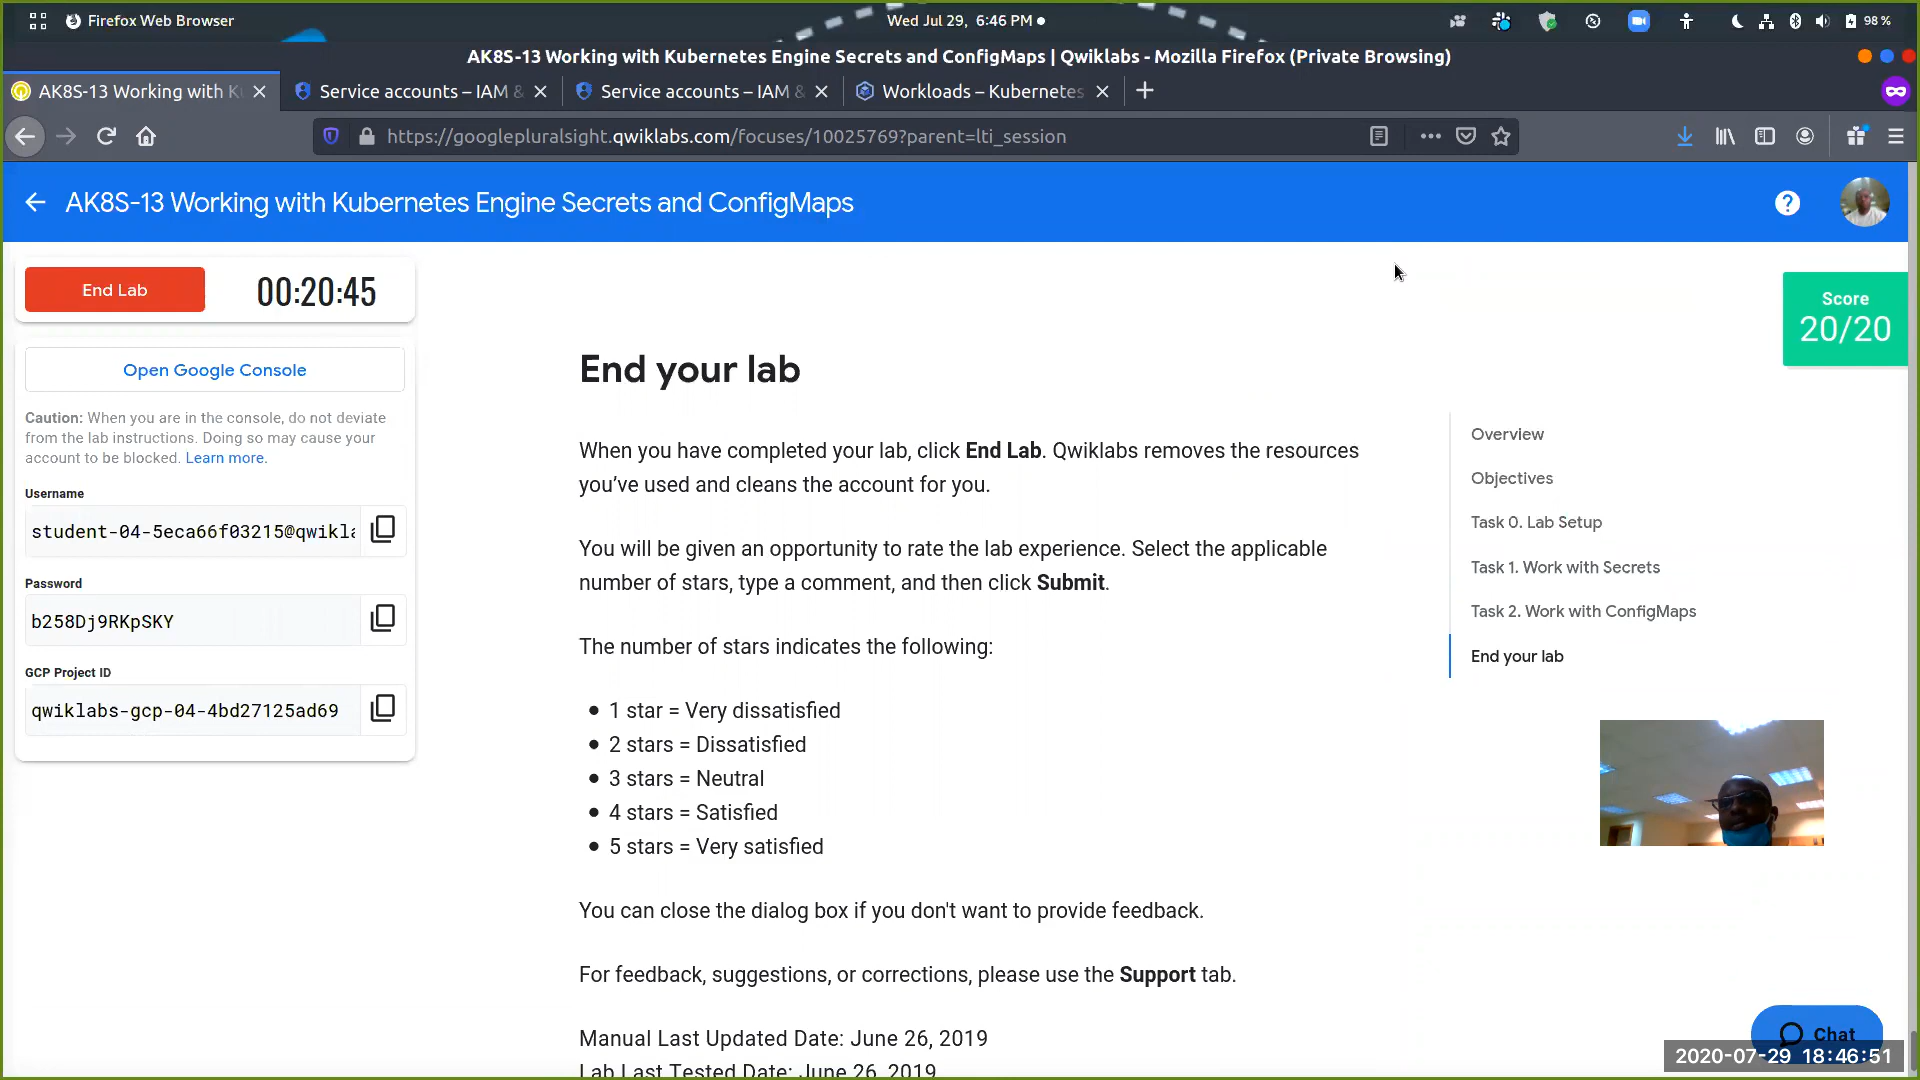 Firefox Web Browser
Wed Jul 29, 6:46 PM
98 %
AK8S-13 Working with Kubernetes Engine Secrets and ConfigMaps | Qwiklabs - Mozilla Firefox (Private Browsing)
AK8S-13 Working with Ku
Service accounts – IAM &
Service accounts – IAM &
Workloads – Kubernetes
https://googlepluralsight.qwiklabs.com/focuses/10025769?parent=lti_session
AK8S-13 Working with Kubernetes Engine Secrets and ConfigMaps
End Lab
00:20:45
Score
20/20
Open Google Console
Caution: When you are in the console, do not deviate
from the lab instructions. Doing so may cause your
account to be blocked. Learn more.
Username
student-04-5eca66f03215@qwikla
Password
b258Dj9RKpSKY
GCP Project ID
qwiklabs-gcp-04-4bd27125ad69
End your lab
When you have completed your lab, click End Lab. Qwiklabs removes the resources
you’ve used and cleans the account for you.
You will be given an opportunity to rate the lab experience. Select the applicable
number of stars, type a comment, and then click Submit.
The number of stars indicates the following:
1 star = Very dissatisfied
2 stars = Dissatisfied
3 stars = Neutral
4 stars = Satisfied
5 stars = Very satisfied
You can close the dialog box if you don't want to provide feedback.
For feedback, suggestions, or corrections, please use the Support tab.
Manual Last Updated Date: June 26, 2019
Lab Last Tested Date: June 26, 2019
Overview
Objectives
Task 0. Lab Setup
Task 1. Work with Secrets
Task 2. Work with ConfigMaps
End your lab
Chat
2020-07-29 18:46:51